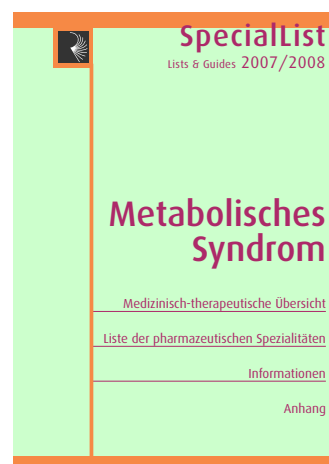 SpecialList
Lists & Guides 2007/2008
Metabolisches
Syndrom
Medizinisch-therapeutische Übersicht
Liste der pharmazeutischen Spezialitäten
Informationen
Anhang